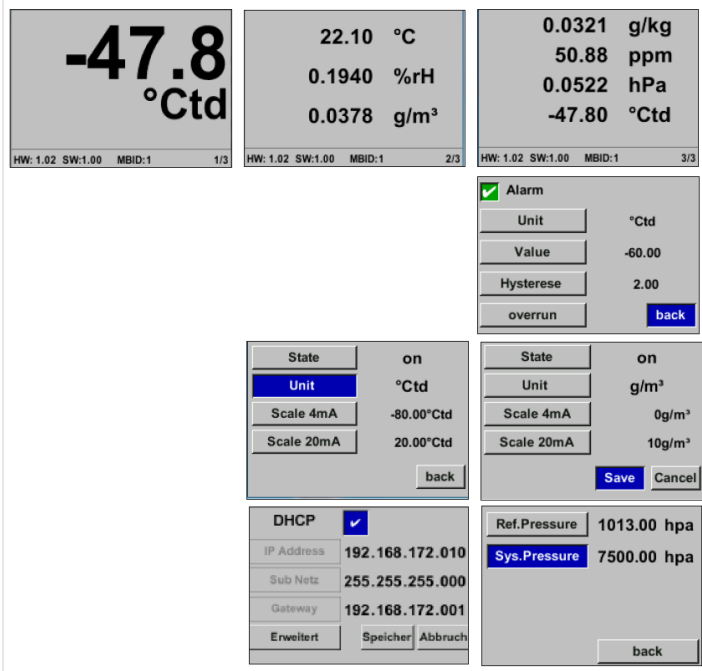 -47.8
°Ctd
HW: 1.02 SW:1.00 MBID:1 1/3
22.10 °C
0.1940 %rH
0.0378 g/m³
HW: 1.02 SW:1.00 MBID:1 2/3
0.0321 g/kg
50.88 ppm
0.0522 hPa
-47.80 °Ctd
HW: 1.02 SW:1.00 MBID:1 3/3
Alarm
Unit °Ctd
Value -60.00
Hysterese 2.00
overrun back
State on
Unit °Ctd
Scale 4mA -80.00°Ctd
Scale 20mA 20.00°Ctd
back
State on
Unit g/m³
Scale 4mA 0g/m³
Scale 20mA 10g/m³
Save Cancel
DHCP
IP Address 192.168.172.010
Sub Netz 255.255.255.000
Gateway 192.168.172.001
Erweitert Speicher Abbruch
Ref.Pressure 1013.00 hpa
Sys.Pressure 7500.00 hpa
back